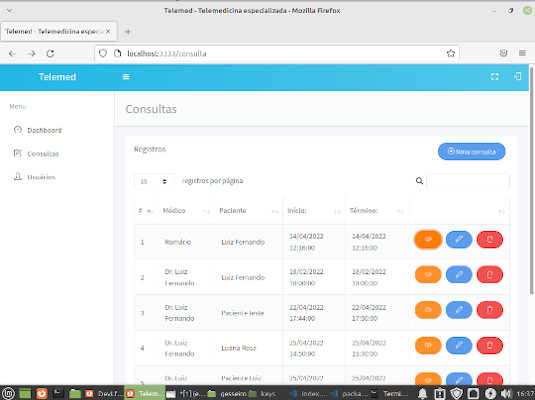 Telemed - Telemedicina especializada - Mozilla Firefox
Telemed - Telemedicina espec
localhost:3333/consulta
Telemed
Menu
Dashboard
Consultas
Usuários
Consultas
Registros
Nova consulta
10 registros por página
# Médico Paciente Início: Término:
1 Romário Luiz Fernando 14/04/2022 12:16:00 14/04/2022 12:16:00
2 Dr. Luiz Fernando Luiz Fernando 18/02/2022 18:00:00 18/02/2022 18:00:00
3 Dr. Luiz Fernando Paciente teste 22/04/2022 17:44:00 22/04/2022 17:50:00
4 Dr. Luiz Fernando Luana Rosa 25/04/2022 14:50:00 25/04/2022 15:30:00
Dr. Luiz Paciente Luiz 25/04/2022 25/04/2022
Telem...
*[1](e...
gesseiro
keys
index....
packa...
Termi...
16:37